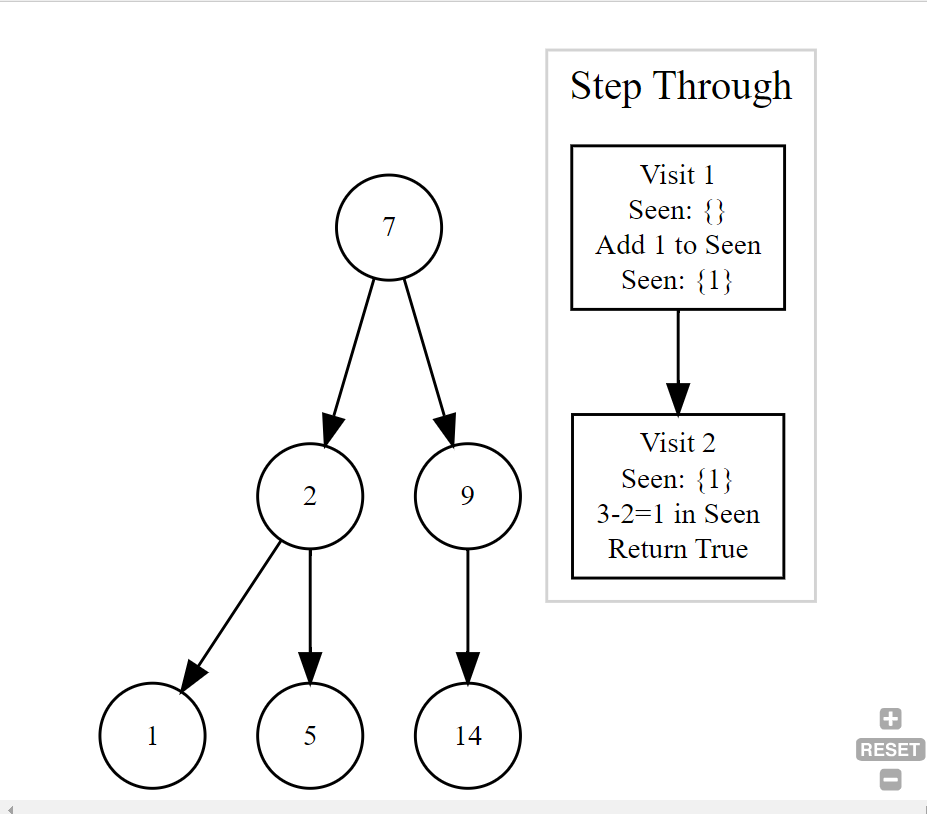 Step Through
Visit 1
Seen: {}
Add 1 to Seen
Seen: {1}
7
Visit 2
Seen: {1}
3-2=1 in Seen
Return True
2
9
1
5
14
RESET